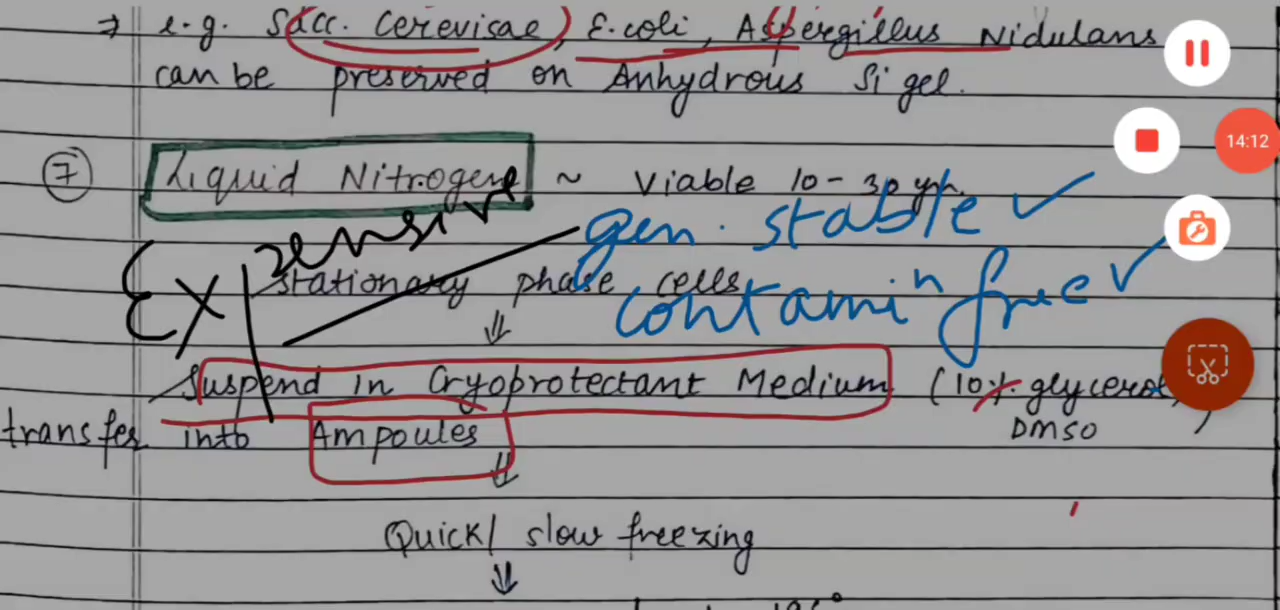 ⇒ e.g. Sacc. Cerevisae, E.coli, Aspergillus Nidulans
can be preserved on Anhydrous Si gel.
14:12
⑦ Liquid Nitrogen ~ Viable 10 - 30 yr.
gen. stable ✓
Expensive
stationary phase cells
contamin free ✓
⇓
Suspend in Cryoprotectant Medium (10% glycerol,
DMSO)
transfer into Ampoules
⇓
Quick/ slow freezing
⇓